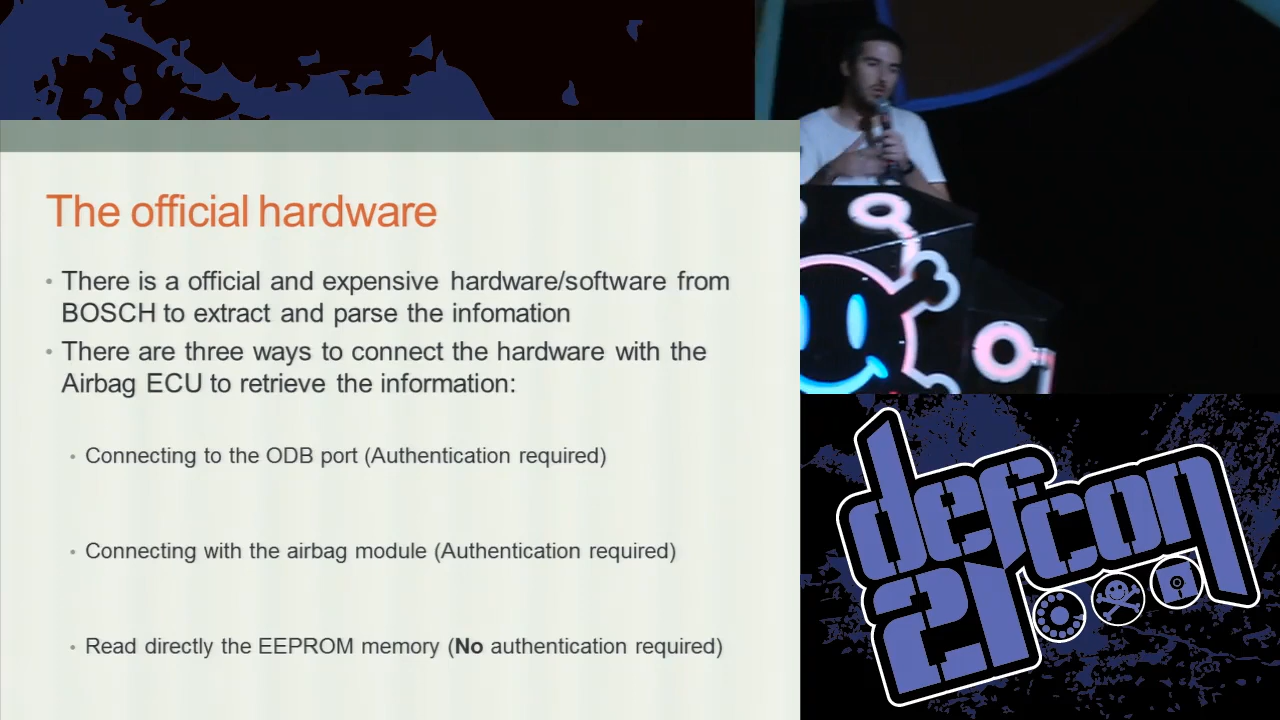 The official hardware
• There is a official and expensive hardware/software from
BOSCH to extract and parse the infomation
• There are three ways to connect the hardware with the
Airbag ECU to retrieve the information:
• Connecting to the ODB port (Authentication required)
• Connecting with the airbag module (Authentication required)
• Read directly the EEPROM memory (No authentication required)
defcon
21